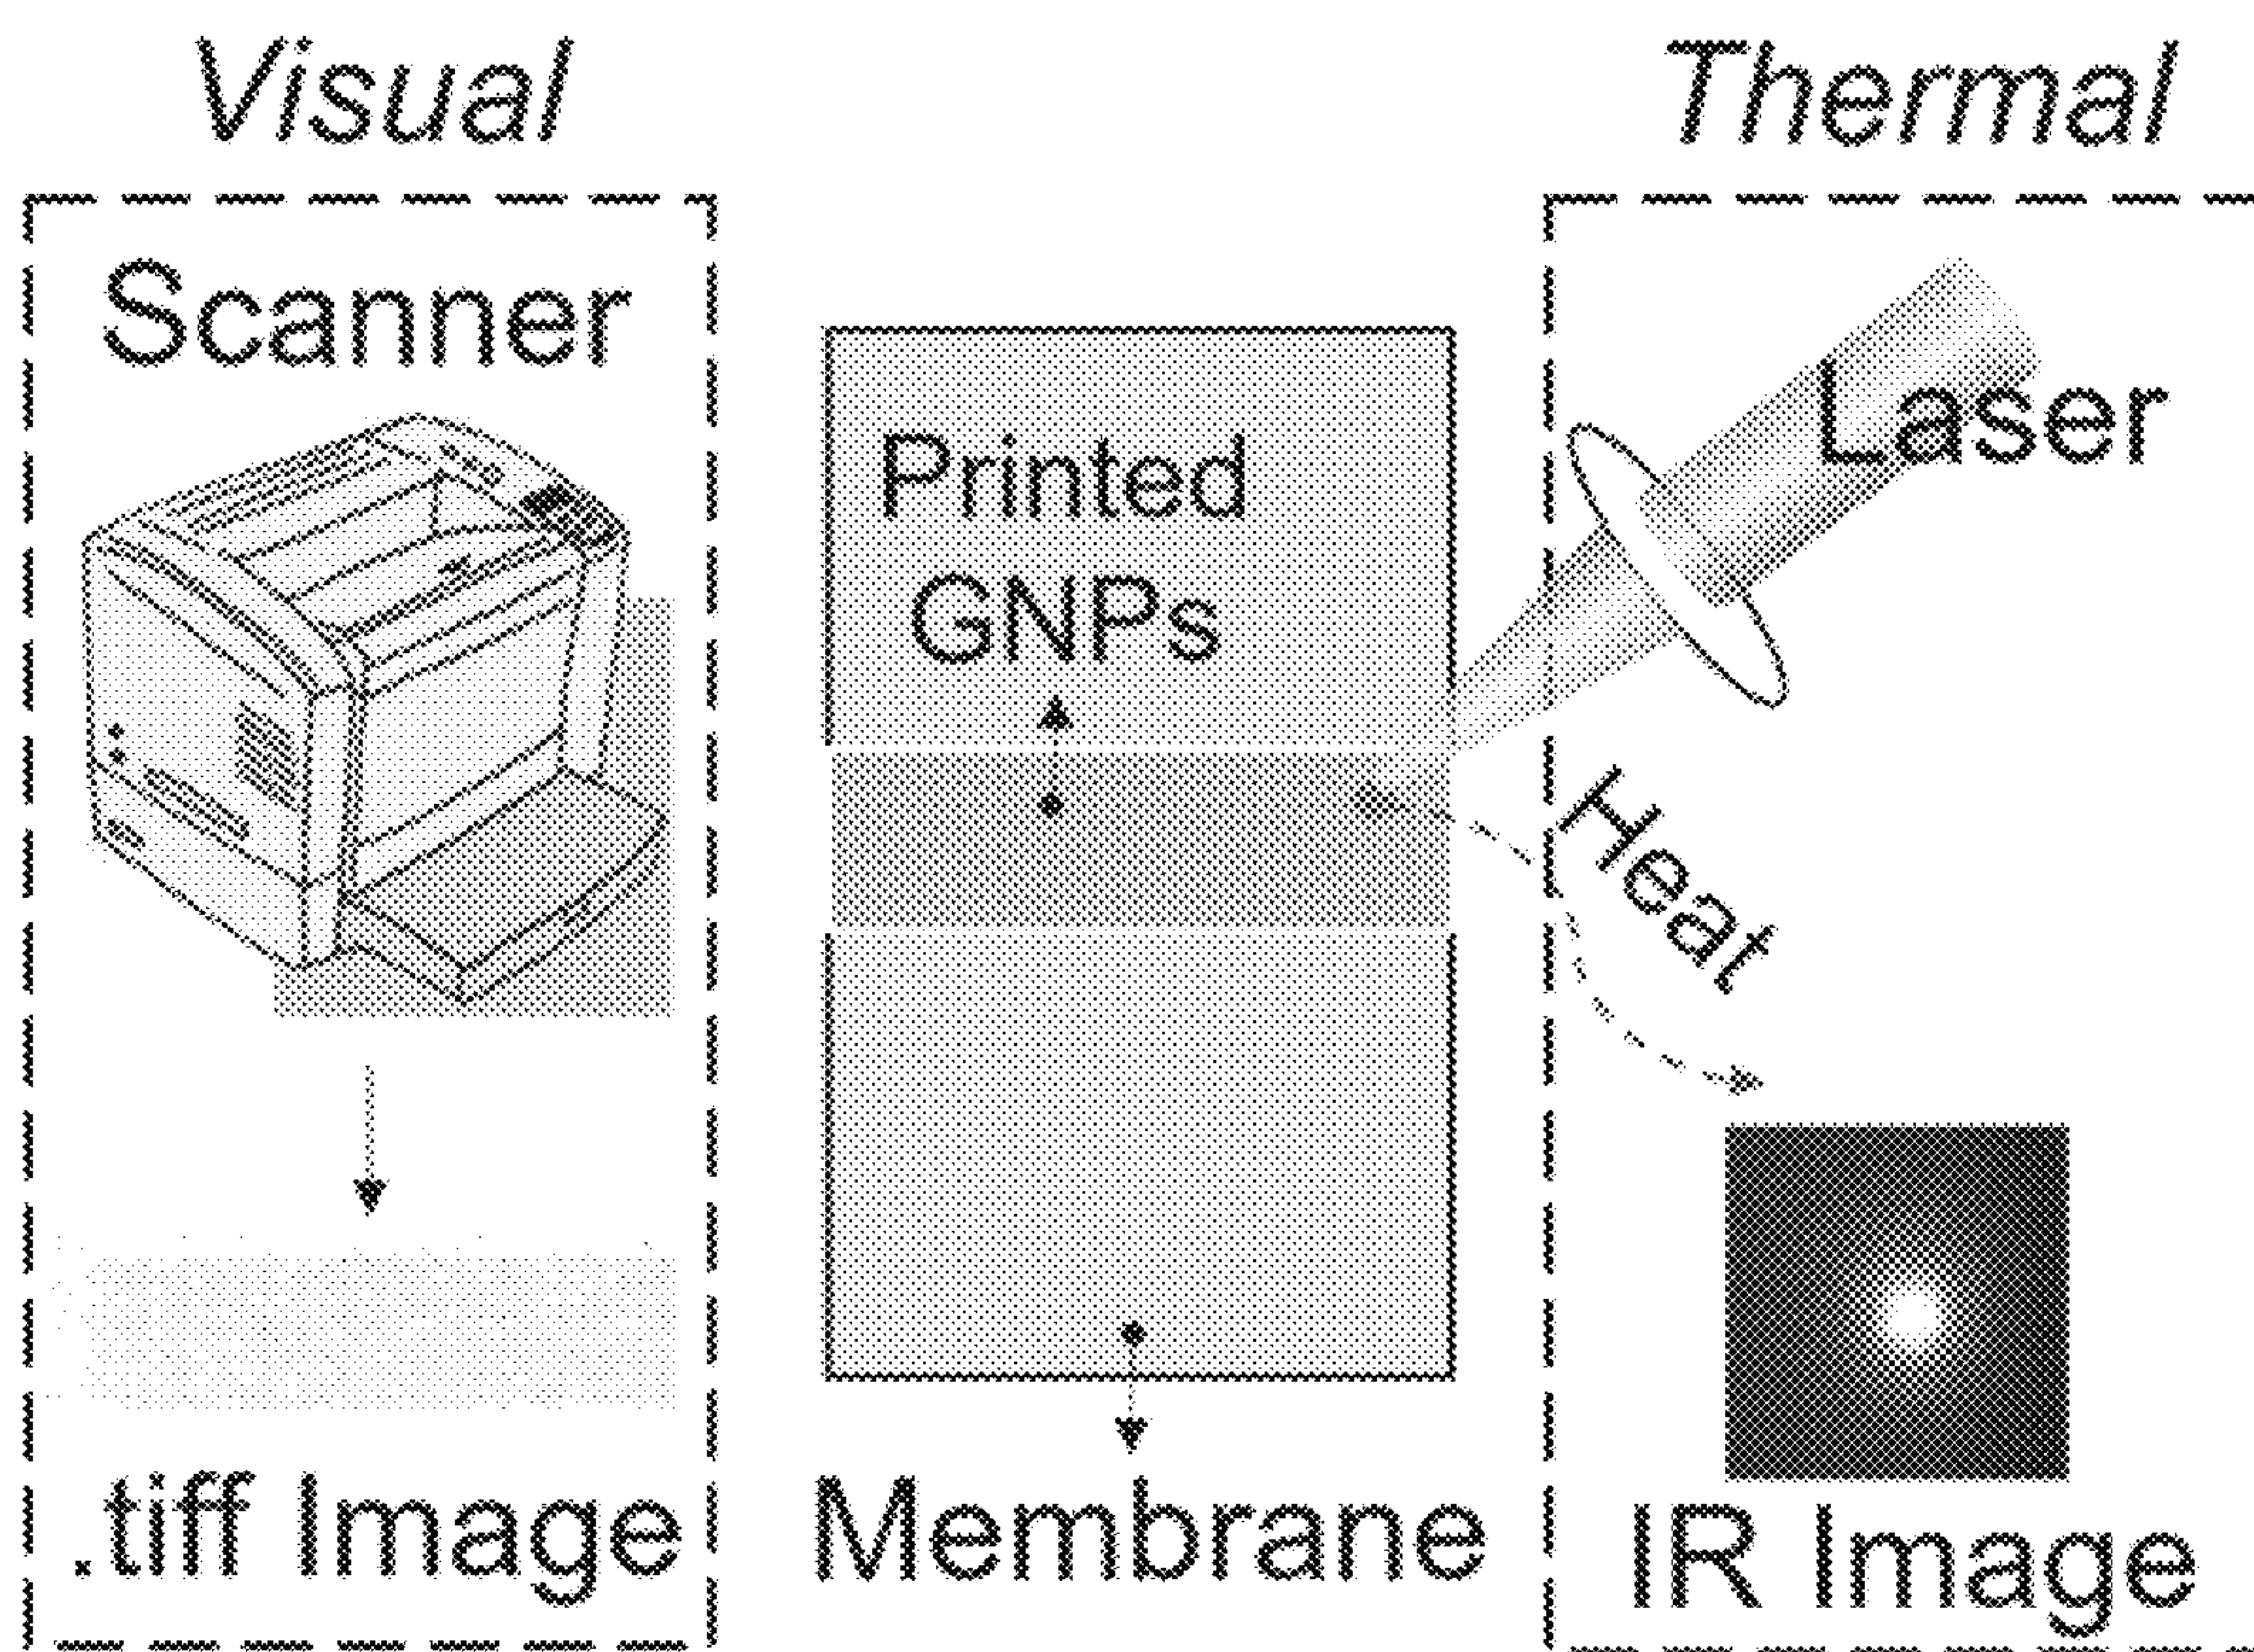 Visual
Scanner
.tiff Image
Printed
GNPs
Membrane
Thermal
Laser
Heat
IR Image